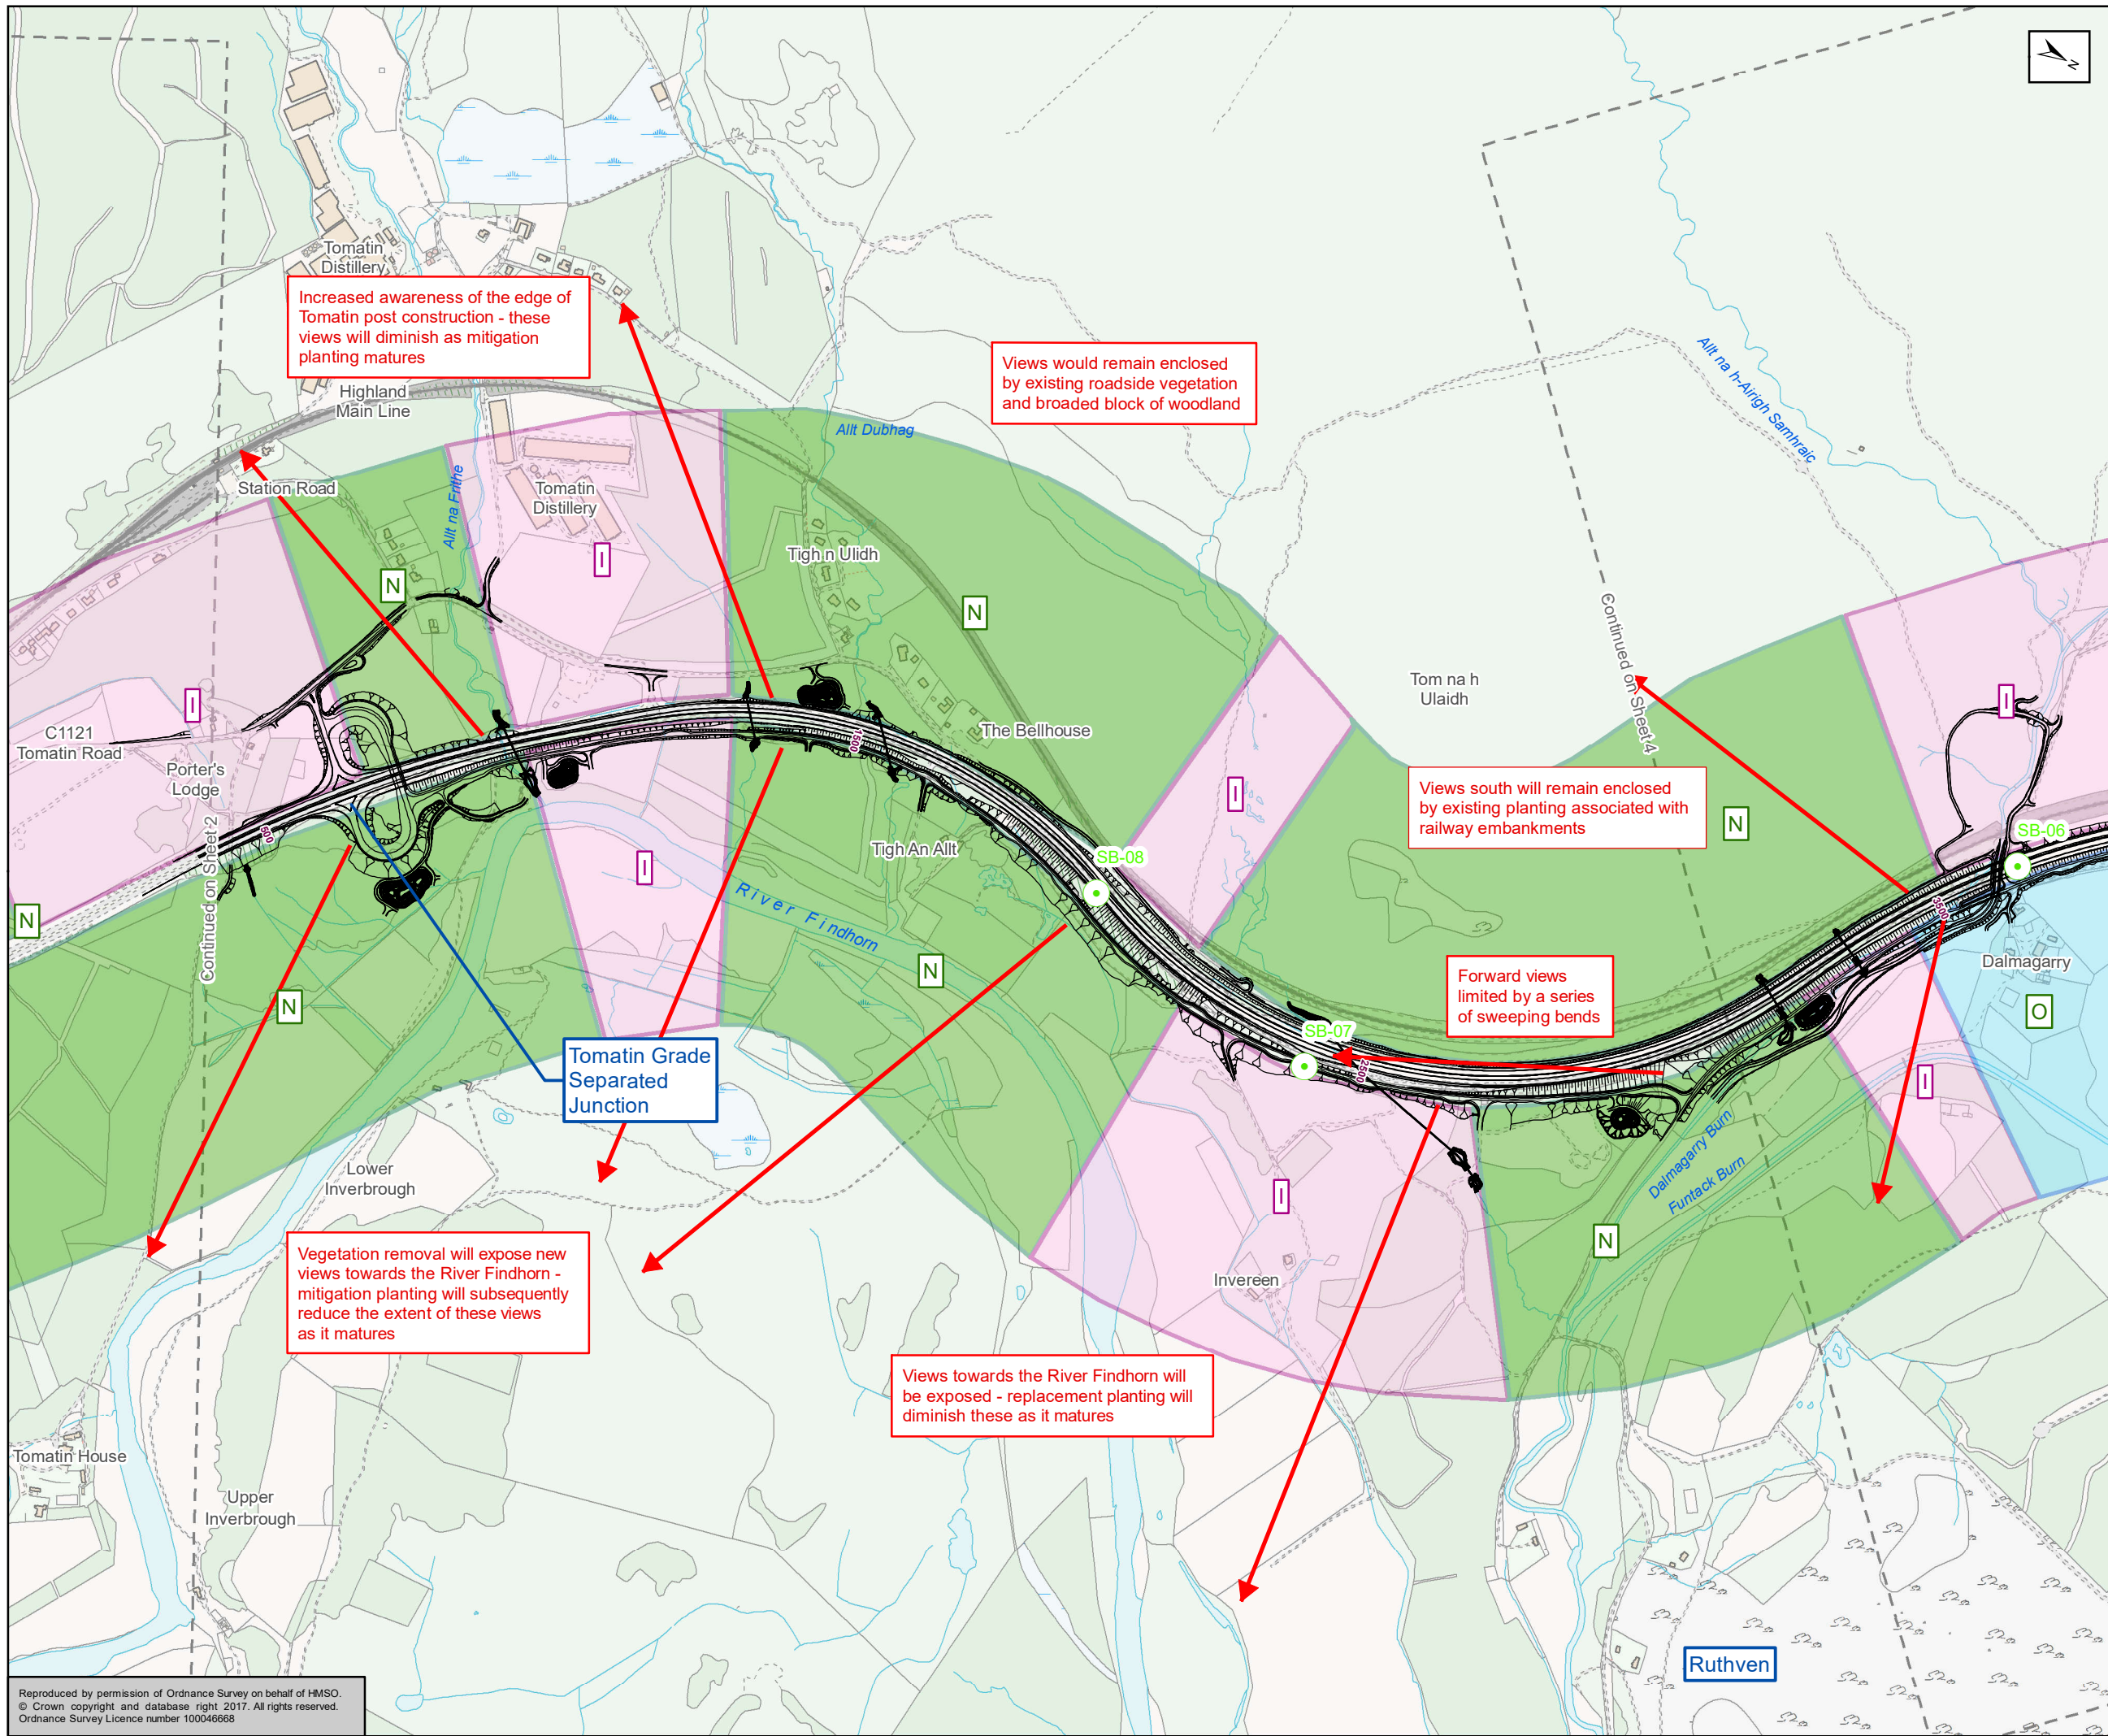 N
Tomatin
Distillery
Increased awareness of the edge of
Tomatin post construction - these
views will diminish as mitigation
planting matures
Highland
Main Line
Views would remain enclosed
by existing roadside vegetation
and broaded block of woodland
Allt na h-Airigh Samhraic
Allt Dubhag
Station Road
Allt na Frithe
Tomatin
Distillery
Tigh n Ulidh
I
N
N
Continued on Sheet 4
Tom na h
Ulaidh
I
I
C1121
Tomatin Road
Porter's
Lodge
The Bellhouse
1500
I
Views south will remain enclosed
by existing planting associated with
railway embankments
N
SB-06
500
Tigh An Allt
SB-08
I
Continued on Sheet 2
N
River Findhorn
3500
N
N
Forward views
limited by a series
of sweeping bends
Dalmagarry
O
SB-07
2500
Tomatin Grade
Separated
Junction
I
Dalmagarry Burn
Funtack Burn
Lower
Inverbrough
I
N
Vegetation removal will expose new
views towards the River Findhorn -
mitigation planting will subsequently
reduce the extent of these views
as it matures
Invereen
Views towards the River Findhorn will
be exposed - replacement planting will
diminish these as it matures
Tomatin House
Upper
Inverbrough
Ruthven
Reproduced by permission of Ordnance Survey on behalf of HMSO.
© Crown copyright and database right 2017. All rights reserved.
Ordnance Survey Licence number 100046668